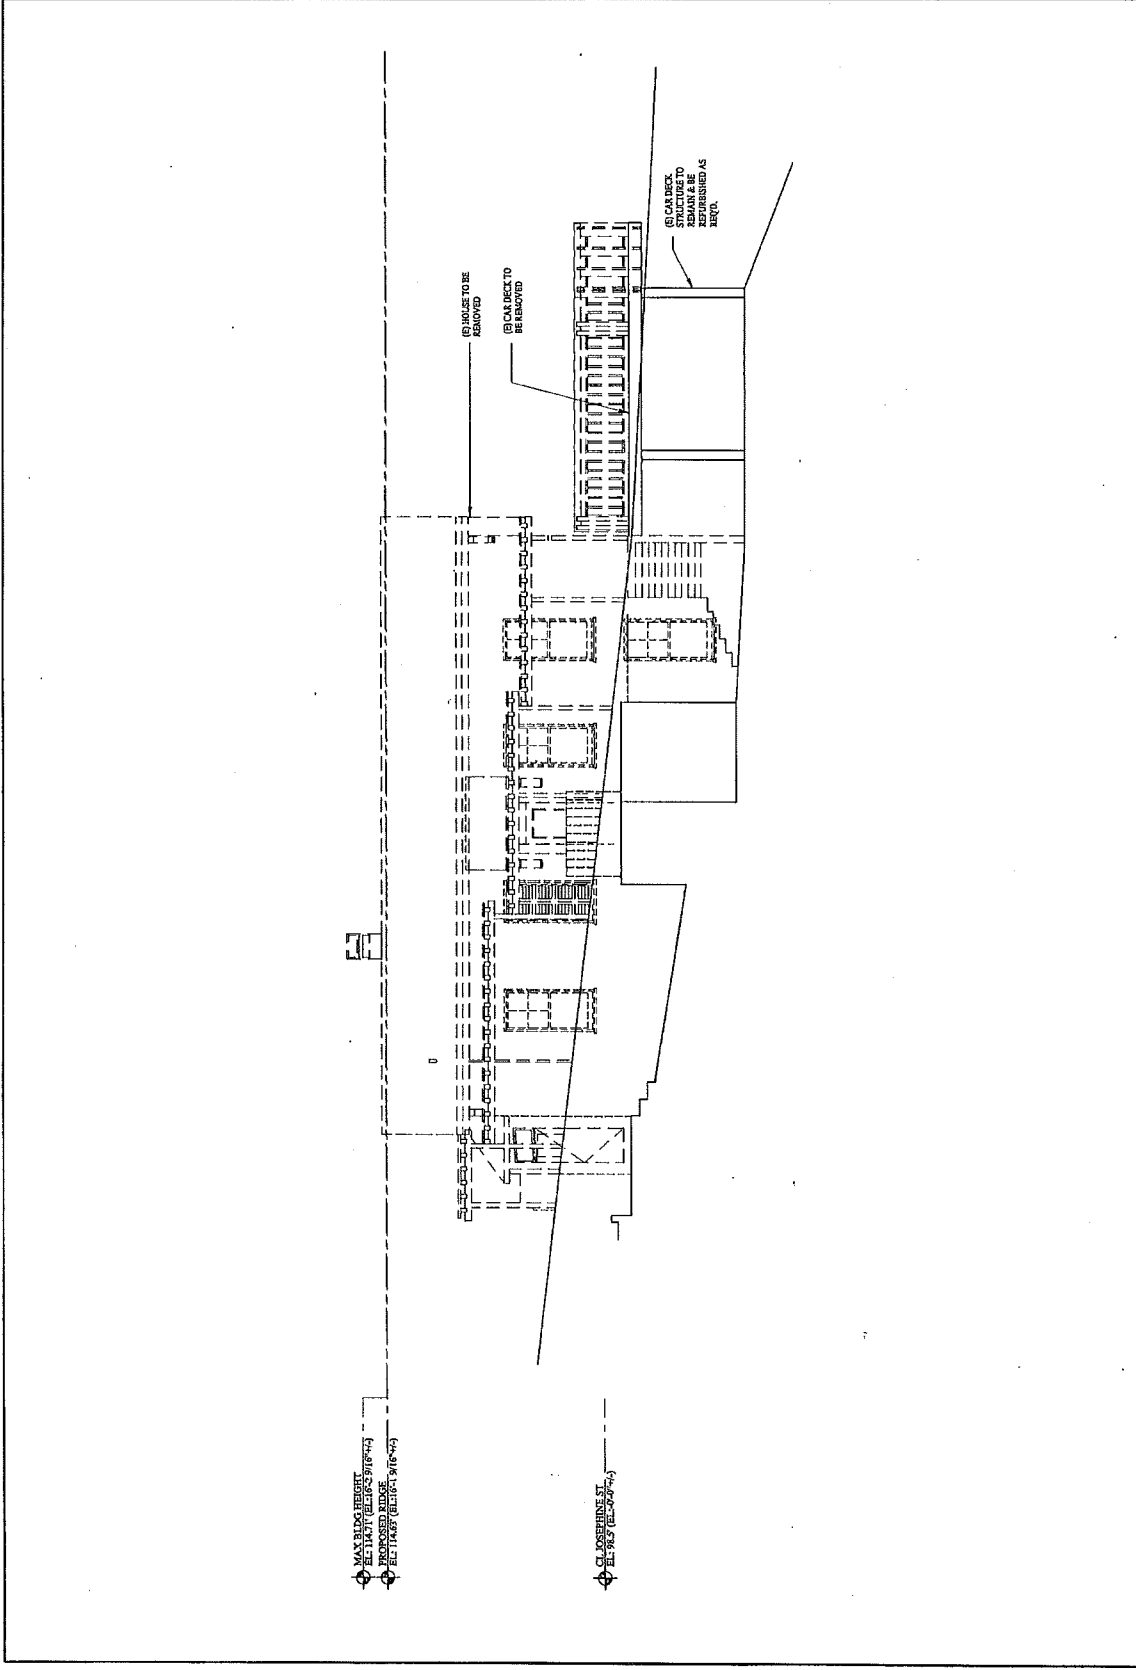 MAX BLDG HEIGHT
EL: 114.71' (EL:16'-2 9/16"+/-)
PROPOSED RIDGE
EL: 114.63' (EL:16'-1 9/16"+/-)
CL JOSEPHINE ST
EL: 98.5' (EL:-0'-0"+/-)
(E) HOUSE TO BE
REMOVED
(E) CAR DECK TO
BE REMOVED
(E) CAR DECK
STRUCTURE TO
REMAIN & BE
REFURBISHED AS
REQ'D.